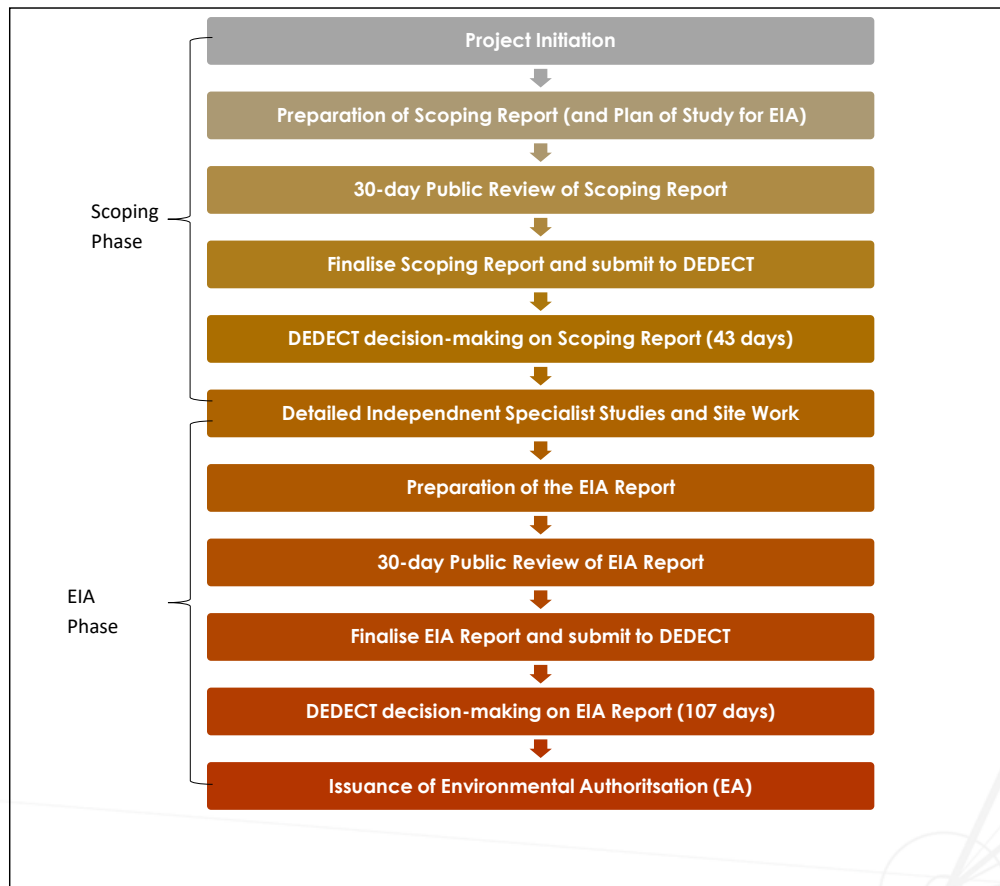 Project Initiation
Preparation of Scoping Report (and Plan of Study for EIA)
30-day Public Review of Scoping Report
Scoping
Phase
Finalise Scoping Report and submit to DEDECT
DEDECT decision-making on Scoping Report (43 days)
Detailed Independnent Specialist Studies and Site Work
Preparation of the EIA Report
30-day Public Review of EIA Report
EIA
Phase
Finalise EIA Report and submit to DEDECT
DEDECT decision-making on EIA Report (107 days)
Issuance of Environmental Authoritsation (EA)